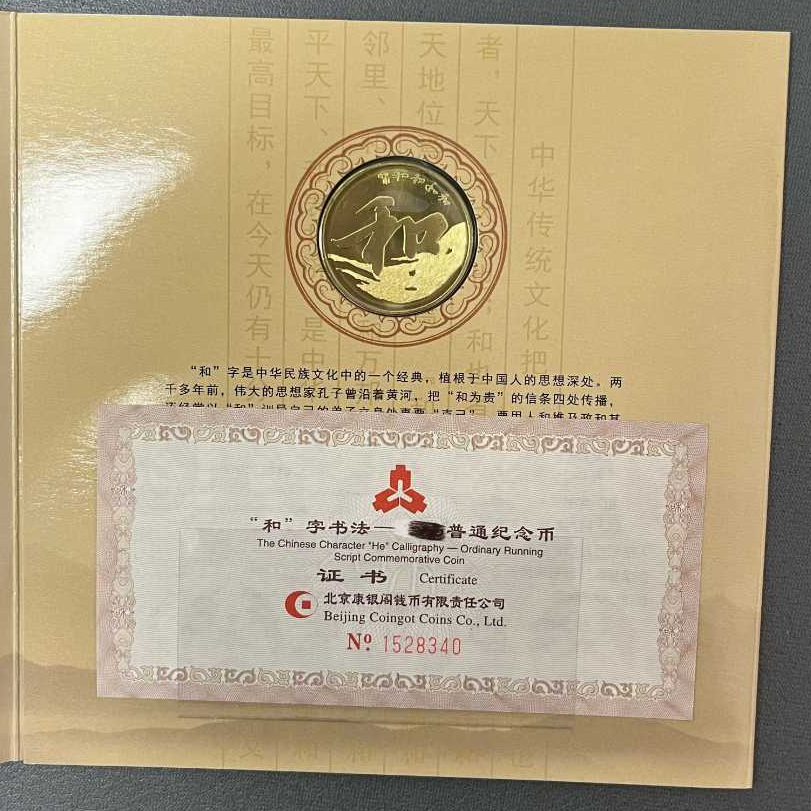 中华传统文化把
者，天下
天地位
邻里、
平天下、
是中
最高目标，在今天仍有
和
“和”字是中华民族文化中的一个经典，植根于中国人的思想深处。两
千多年前，伟大的思想家孔子曾沿着黄河，把“和为贵”的信条四处传播，
“和”字书法—
普通纪念币
The Chinese Character "He" Calligraphy — Ordinary Running
Script Commemorative Coin
证书 Certificate
北京康银阁钱币有限责任公司
Beijing Coingot Coins Co., Ltd.
Nº 1528340